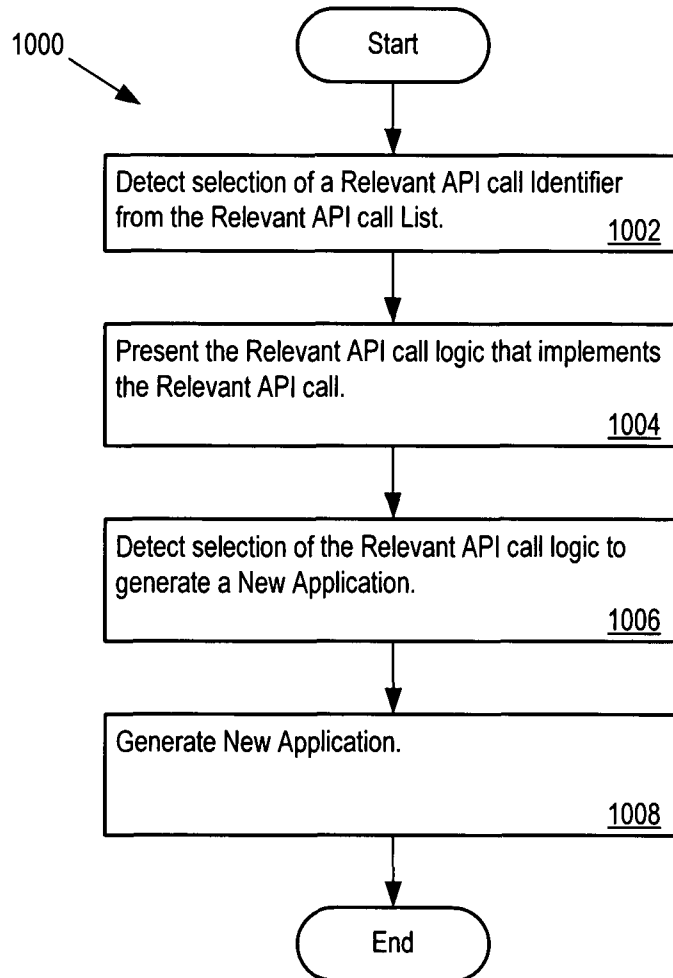 Start
1000
Detect selection of a Relevant API call Identifier
from the Relevant API call List.
1002
Present the Relevant API call logic that implements
the Relevant API call.
1004
Detect selection of the Relevant API call logic to
generate a New Application.
1006
Generate New Application.
1008
End